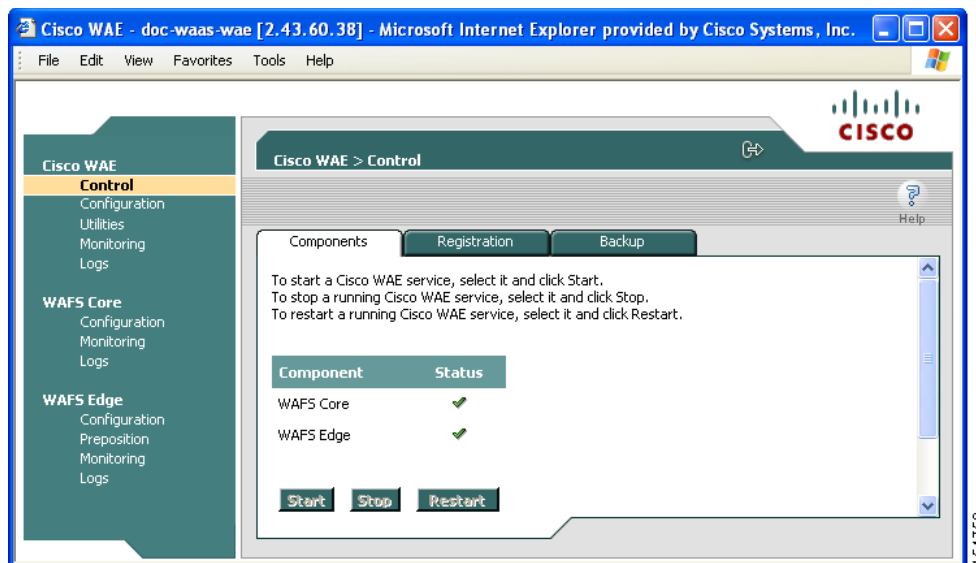 Cisco WAE - doc-waas-wae [2.43.60.38] - Microsoft Internet Explorer provided by Cisco Systems, Inc.
File Edit View Favorites Tools Help
CISCO
Cisco WAE
Control
Configuration
Utilities
Monitoring
Logs
WAFS Core
Configuration
Monitoring
Logs
WAFS Edge
Configuration
Preposition
Monitoring
Logs
Cisco WAE > Control
Help
Components Registration Backup
To start a Cisco WAE service, select it and click Start.
To stop a running Cisco WAE service, select it and click Stop.
To restart a running Cisco WAE service, select it and click Restart.
Component Status
WAFS Core
WAFS Edge
Start Stop Restart